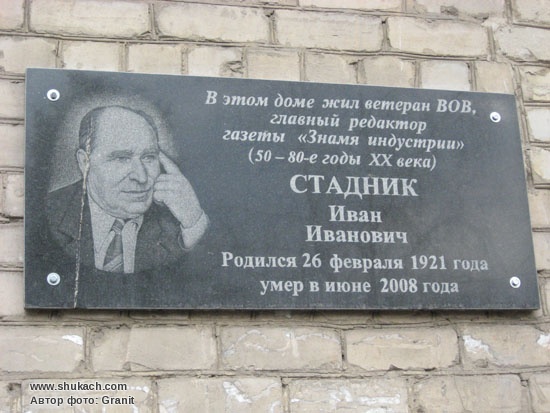 В этом доме жил ветеран ВОВ,
главный редактор
газеты «Знамя индустрии»
(50 – 80-е годы XX века)
СТАДНИК
Иван
Иванович
Родился 26 февраля 1921 года
умер в июне 2008 года
www.shukach.com
Автор фото: Granit